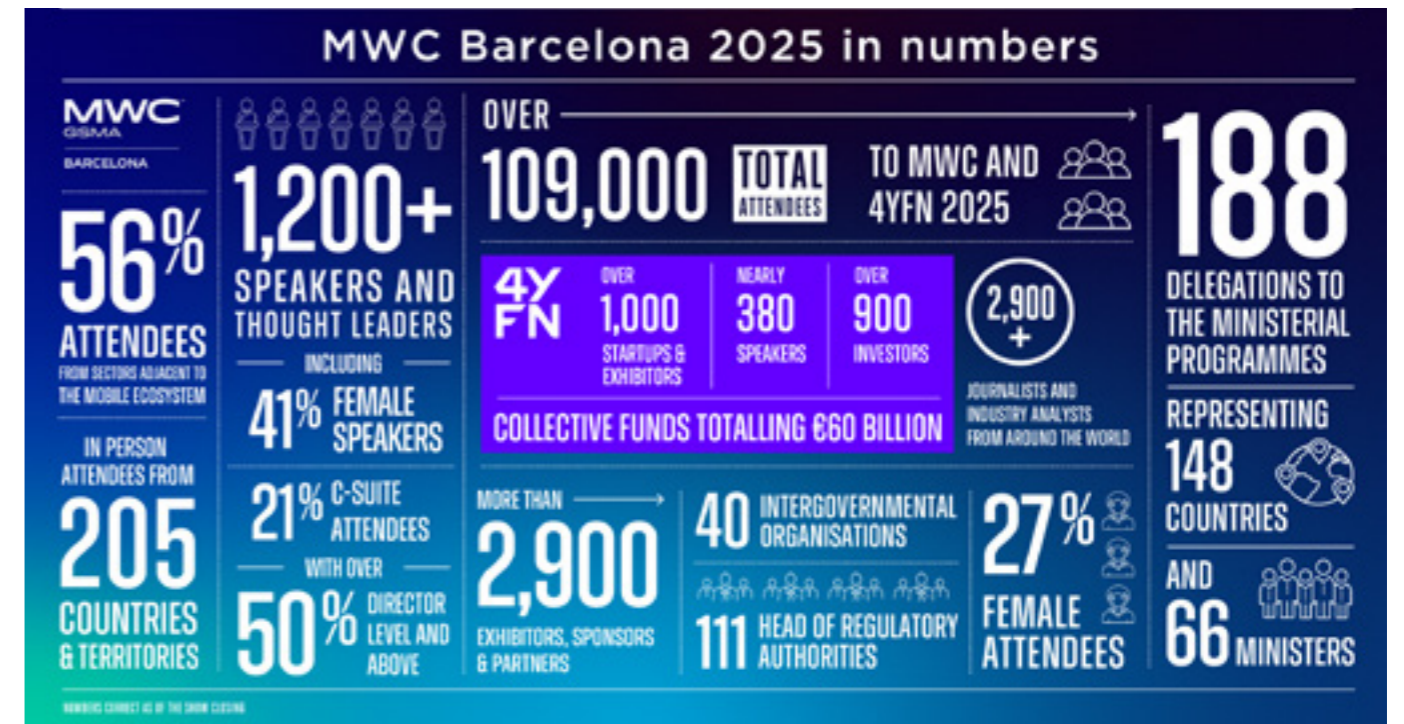 MWC Barcelona 2025 in numbers
MWC
GSMA
BARCELONA
56%
ATTENDEES
FROM SECTORS ADJACENT TO
THE MOBILE ECOSYSTEM
IN PERSON
ATTENDEES FROM
205
COUNTRIES
& TERRITORIES
1,200+
SPEAKERS AND
THOUGHT LEADERS
INCLUDING
41% FEMALE
SPEAKERS
21% C-SUITE
ATTENDEES
WITH OVER
50% DIRECTOR
LEVEL AND
ABOVE
OVER
109,000
TOTAL
ATTENDEES
TO MWC AND
4YFN 2025
4Y
FN
OVER
1,000
STARTUPS &
EXHIBITORS
NEARLY
380
SPEAKERS
OVER
900
INVESTORS
COLLECTIVE FUNDS TOTALLING €60 BILLION
2,900
+
JOURNALISTS AND
INDUSTRY ANALYSTS
FROM AROUND THE WORLD
MORE THAN
2,900
EXHIBITORS, SPONSORS
& PARTNERS
40 INTERGOVERNMENTAL
ORGANISATIONS
111 HEAD OF REGULATORY
AUTHORITIES
27%
FEMALE
ATTENDEES
188
DELEGATIONS TO
THE MINISTERIAL
PROGRAMMES
REPRESENTING
148
COUNTRIES
AND
66 MINISTERS
NUMBERS CORRECT AS OF THE SHOW CLOSING